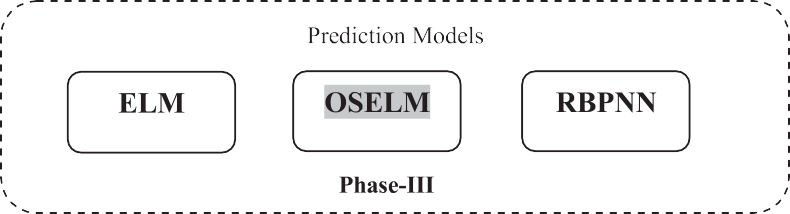 Prediction Models
ELM OSELM RBPNN
Phase-III